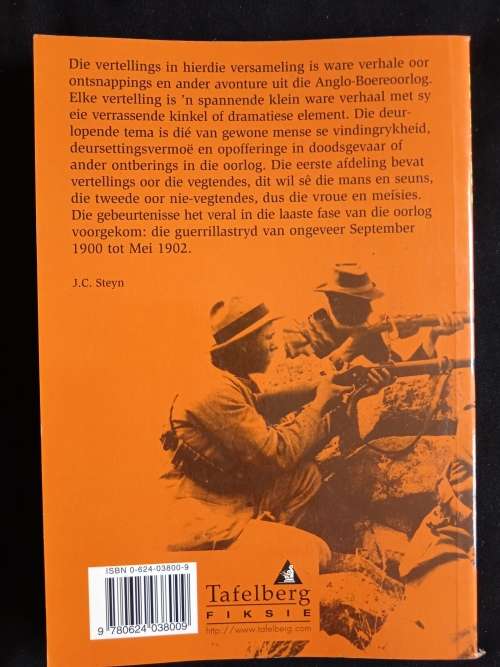 Die vertellings in hierdie versameling is ware verhale oor
ontsnappings en ander avonture uit die Anglo-Boereoorlog.
Elke vertelling is 'n spannende klein ware verhaal met sy
eie verrassende kinkel of dramatiese element. Die deur-
lopende tema is dié van gewone mense se vindingrykheid,
deursettingsvermoë en opofferinge in doodsgevaar of
ander ontberings in die oorlog. Die eerste afdeling bevat
vertellings oor die vegtendes, dit wil sê die mans en seuns,
die tweede oor nie-vegtendes, dus die vroue en meisies.
Die gebeurtenisse het veral in die laaste fase van die oorlog
voorgekom: die guerrillastryd van ongeveer September
1900 tot Mei 1902.
J.C. Steyn
ISBN 0-624-03800-9
9 780624 038009
Tafelberg
FIKSIE
http://www.tafelberg.com